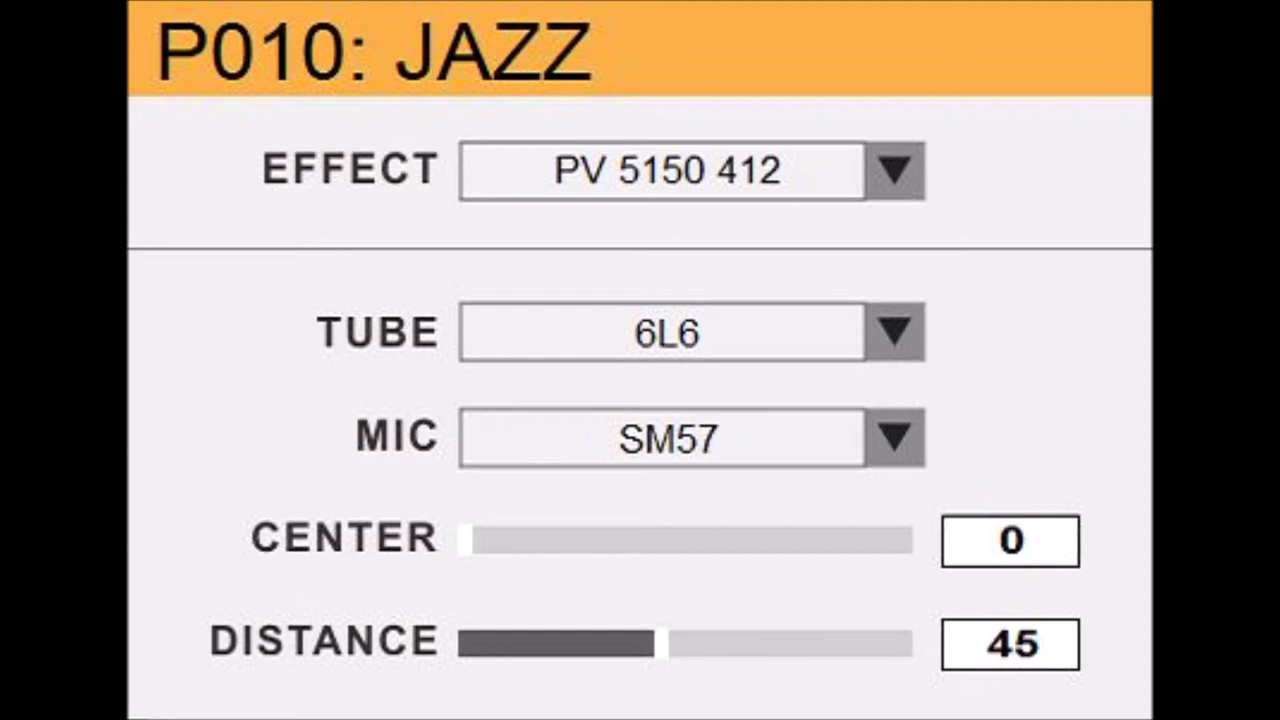 P010: JAZZ
EFFECT PV 5150 412
TUBE 6L6
MIC SM57
CENTER 0
DISTANCE 45